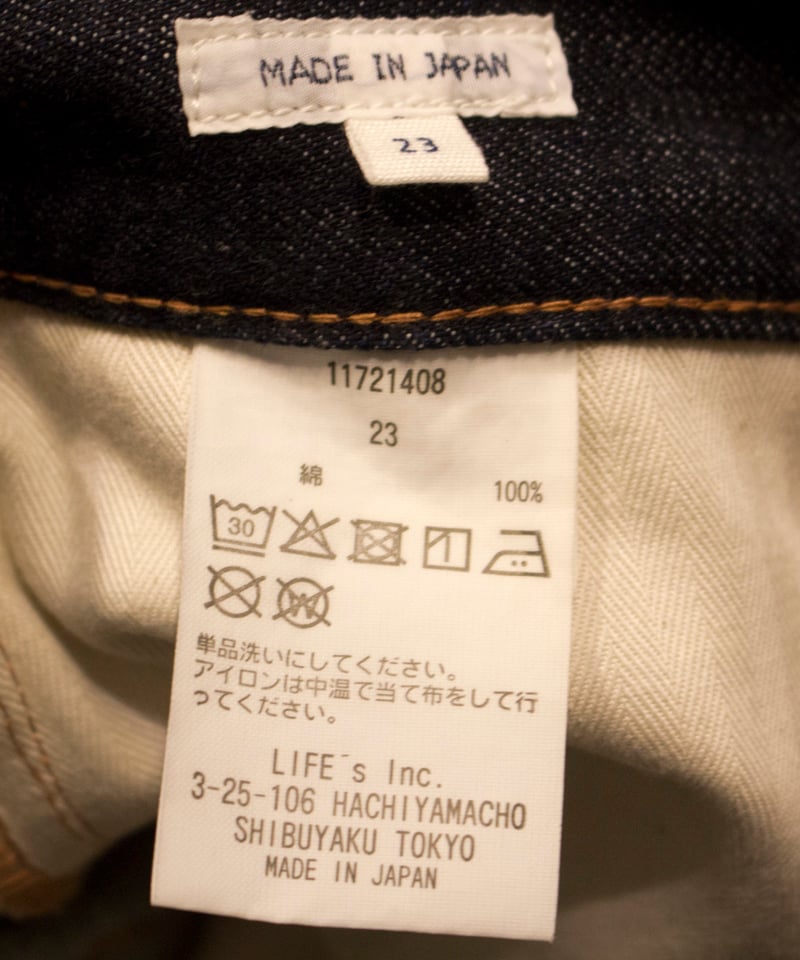 MADE IN JAPAN
23
11721408
23
綿 100%
30
W
単品洗いにしてください。
アイロンは中温で当て布をして行
ってください。
LIFE´s Inc.
3-25-106 HACHIYAMACHO
SHIBUYAKU TOKYO
MADE IN JAPAN